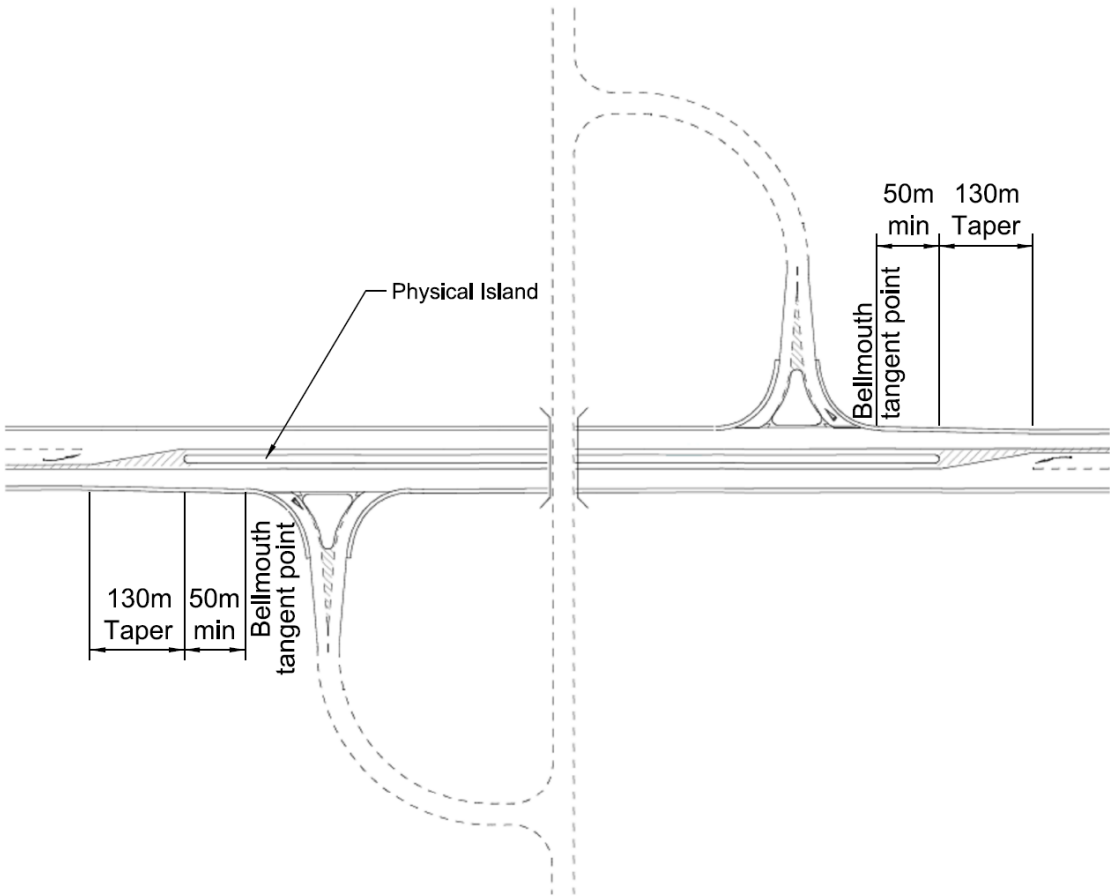 50m
min
130m
Taper
Physical Island
Bellmouth
tangent point
130m
Taper
50m
min
Bellmouth
tangent point